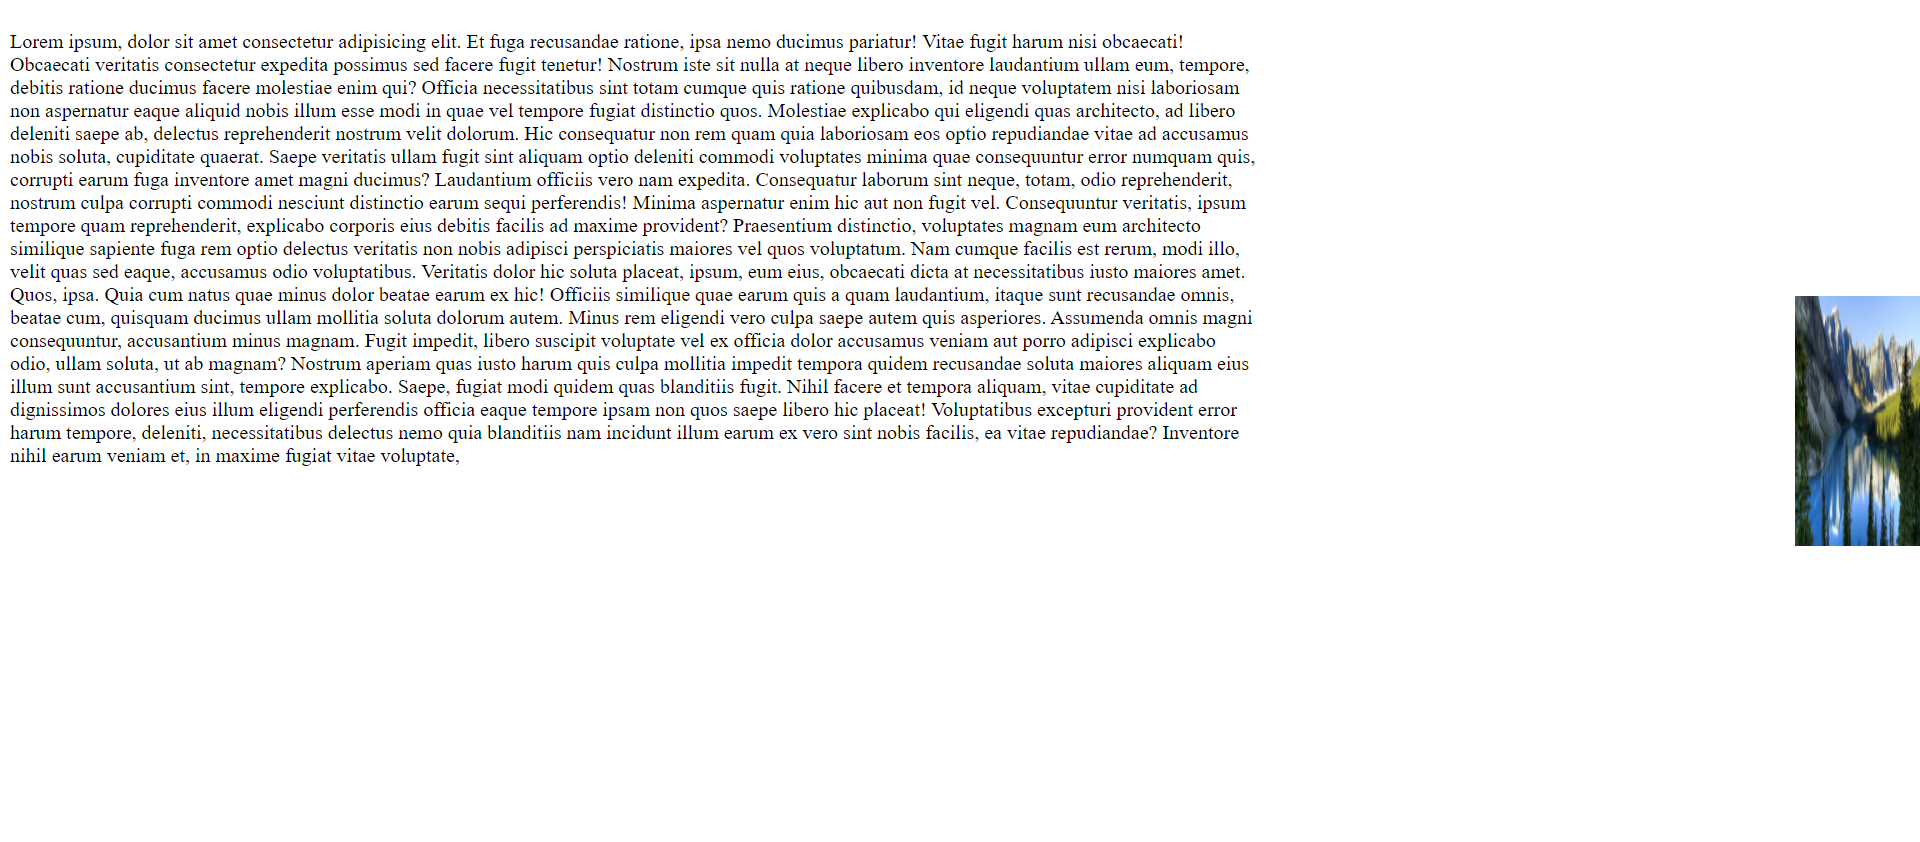 Lorem ipsum, dolor sit amet consectetur adipisicing elit. Et fuga recusandae ratione, ipsa nemo ducimus pariatur! Vitae fugit harum nisi obcaecati!
Obcaecati veritatis consectetur expedita possimus sed facere fugit tenetur! Nostrum iste sit nulla at neque libero inventore laudantium ullam eum, tempore,
debitis ratione ducimus facere molestiae enim qui? Officia necessitatibus sint totam cumque quis ratione quibusdam, id neque voluptatem nisi laboriosam
non aspernatur eaque aliquid nobis illum esse modi in quae vel tempore fugiat distinctio quos. Molestiae explicabo qui eligendi quas architecto, ad libero
deleniti saepe ab, delectus reprehenderit nostrum velit dolorum. Hic consequatur non rem quam quia laboriosam eos optio repudiandae vitae ad accusamus
nobis soluta, cupiditate quaerat. Saepe veritatis ullam fugit sint aliquam optio deleniti commodi voluptates minima quae consequuntur error numquam quis,
corrupti earum fuga inventore amet magni ducimus? Laudantium officiis vero nam expedita. Consequatur laborum sint neque, totam, odio reprehenderit,
nostrum culpa corrupti commodi nesciunt distinctio earum sequi perferendis! Minima aspernatur enim hic aut non fugit vel. Consequuntur veritatis, ipsum
tempore quam reprehenderit, explicabo corporis eius debitis facilis ad maxime provident? Praesentium distinctio, voluptates magnam eum architecto
similique sapiente fuga rem optio delectus veritatis non nobis adipisci perspiciatis maiores vel quos voluptatum. Nam cumque facilis est rerum, modi illo,
velit quas sed eaque, accusamus odio voluptatibus. Veritatis dolor hic soluta placeat, ipsum, eum eius, obcaecati dicta at necessitatibus iusto maiores amet.
Quos, ipsa. Quia cum natus quae minus dolor beatae earum ex hic! Officiis similique quae earum quis a quam laudantium, itaque sunt recusandae omnis,
beatae cum, quisquam ducimus ullam mollitia soluta dolorum autem. Minus rem eligendi vero culpa saepe autem quis asperiores. Assumenda omnis magni
consequuntur, accusantium minus magnam. Fugit impedit, libero suscipit voluptate vel ex officia dolor accusamus veniam aut porro adipisci explicabo
odio, ullam soluta, ut ab magnam? Nostrum aperiam quas iusto harum quis culpa mollitia impedit tempora quidem recusandae soluta maiores aliquam eius
illum sunt accusantium sint, tempore explicabo. Saepe, fugiat modi quidem quas blanditiis fugit. Nihil facere et tempora aliquam, vitae cupiditate ad
dignissimos dolores eius illum eligendi perferendis officia eaque tempore ipsam non quos saepe libero hic placeat! Voluptatibus excepturi provident error
harum tempore, deleniti, necessitatibus delectus nemo quia blanditiis nam incidunt illum earum ex vero sint nobis facilis, ea vitae repudiandae? Inventore
nihil earum veniam et, in maxime fugiat vitae voluptate,